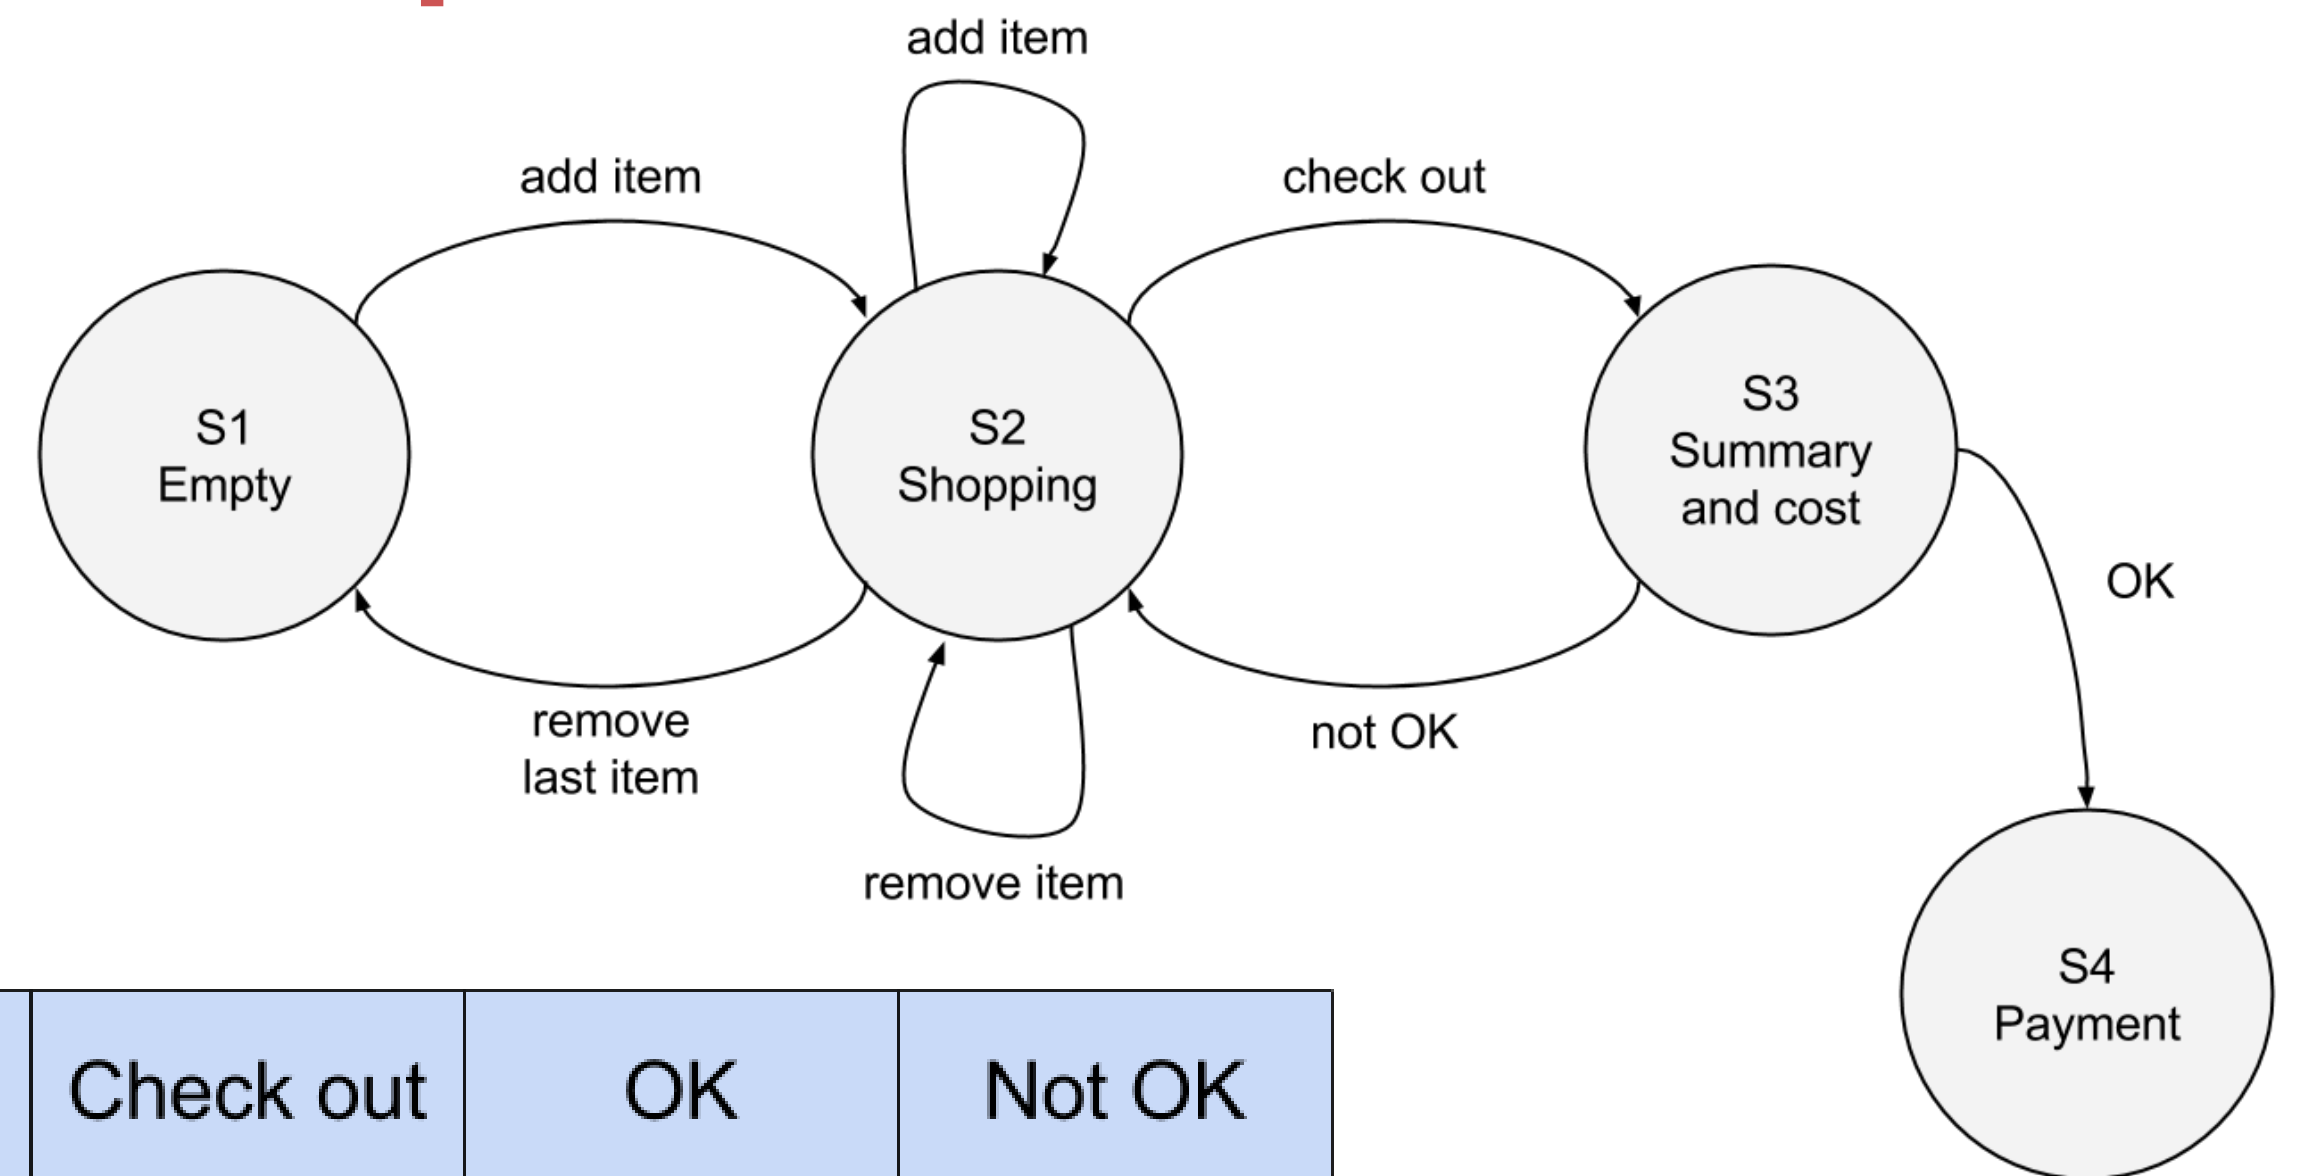 add item
add item
check out
S1
Empty
S2
Shopping
S3
Summary
and cost
OK
remove
last item
not OK
remove item
S4
Payment
Check out
OK
Not OK